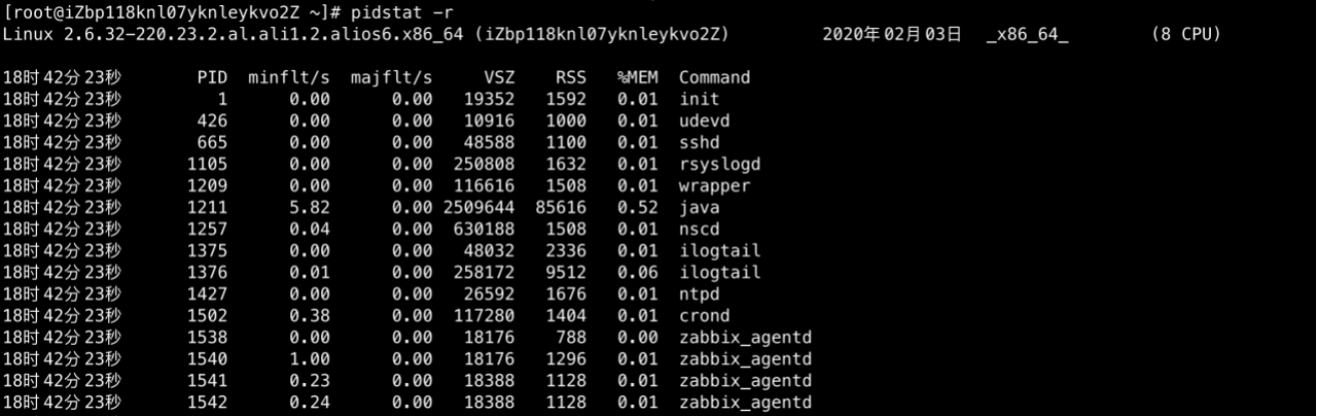 [root@iZbp118knl07yknleykvo2Z ~]# pidstat -r
Linux 2.6.32-220.23.2.al.ali1.2.alios6.x86_64 (iZbp118knl07yknleykvo2Z) 2020年02月03日 _x86_64_ (8 CPU)
18时42分23秒 PID minflt/s majflt/s VSZ RSS %MEM Command
18时42分23秒 1 0.00 0.00 19352 1592 0.01 init
18时42分23秒 426 0.00 0.00 10916 1000 0.01 udevd
18时42分23秒 665 0.00 0.00 48588 1100 0.01 sshd
18时42分23秒 1105 0.00 0.00 250808 1632 0.01 rsyslogd
18时42分23秒 1209 0.00 0.00 116616 1508 0.01 wrapper
18时42分23秒 1211 5.82 0.00 2509644 85616 0.52 java
18时42分23秒 1257 0.04 0.00 630188 1508 0.01 nscd
18时42分23秒 1375 0.00 0.00 48032 2336 0.01 ilogtail
18时42分23秒 1376 0.01 0.00 258172 9512 0.06 ilogtail
18时42分23秒 1427 0.00 0.00 26592 1676 0.01 ntpd
18时42分23秒 1502 0.38 0.00 117280 1404 0.01 crond
18时42分23秒 1538 0.00 0.00 18176 788 0.00 zabbix_agentd
18时42分23秒 1540 1.00 0.00 18176 1296 0.01 zabbix_agentd
18时42分23秒 1541 0.23 0.00 18388 1128 0.01 zabbix_agentd
18时42分23秒 1542 0.24 0.00 18388 1128 0.01 zabbix_agentd